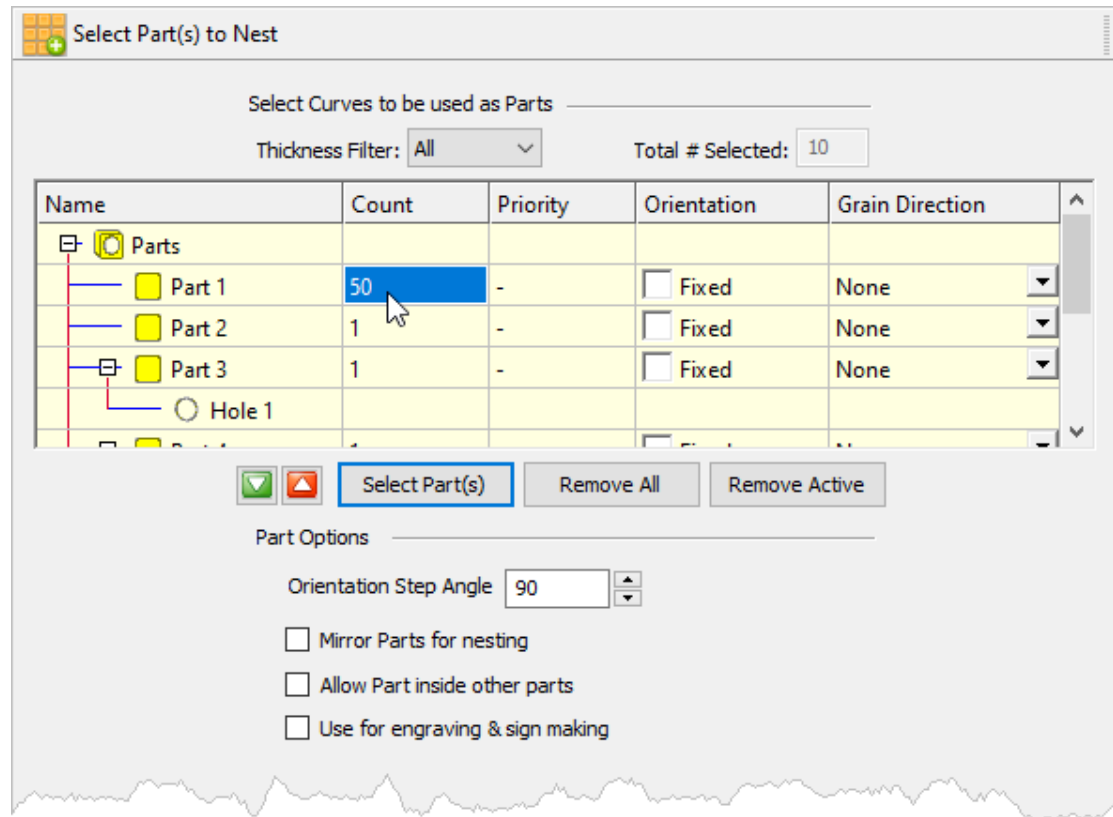 Select Part(s) to Nest
Select Curves to be used as Parts
Thickness Filter: All Total # Selected: 10
Name Count Priority Orientation Grain Direction
Parts
Part 1 50 - Fixed None
Part 2 1 - Fixed None
Part 3 1 - Fixed None
Hole 1
Select Part(s) Remove All Remove Active
Part Options
Orientation Step Angle 90
Mirror Parts for nesting
Allow Part inside other parts
Use for engraving & sign making